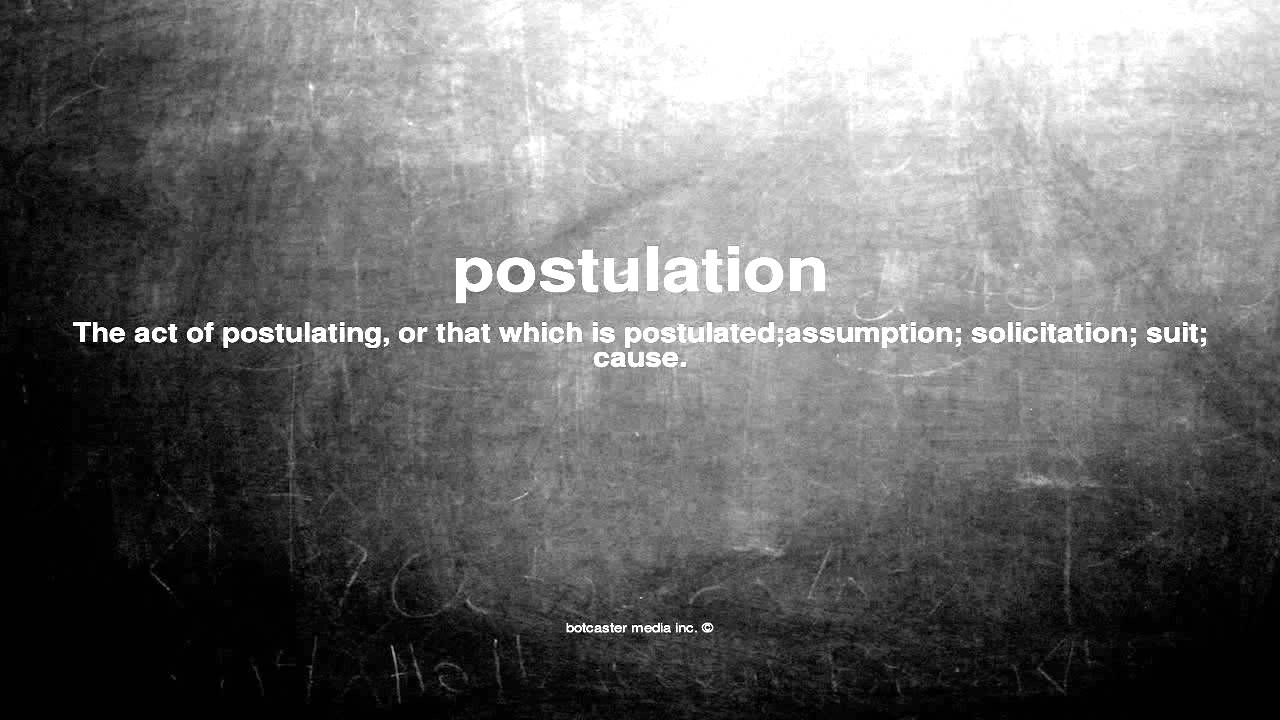 postulation
The act of postulating, or that which is postulated;assumption; solicitation; suit;
cause.
botcaster media inc. ©